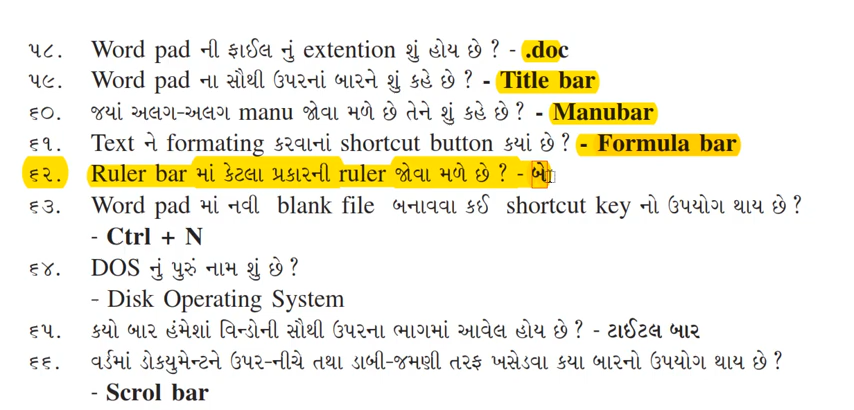 ૫૮. Word pad ની ફાઈલ નું extention શું હોય છે ? - .doc
૫૯. Word pad ના સૌથી ઉપરનાં બારને શું કહે છે ? - Title bar
૬૦. જયાં અલગ-અલગ manu જોવા મળે છે તેને શું કહે છે ? - Manubar
૬૧. Text ને formating કરવાનાં shortcut button કયાં છે ? - Formula bar
૬૨. Ruler bar માં કેટલા પ્રકારની ruler જોવા મળે છે ? - બે
૬૩. Word pad માં નવી blank file બનાવવા કઈ shortcut key નો ઉપયોગ થાય છે ?
- Ctrl + N
૬૪. DOS નું પુરું નામ શું છે ?
- Disk Operating System
૬૫. કયો બાર હંમેશાં વિન્ડોની સૌથી ઉપરના ભાગમાં આવેલ હોય છે ? - ટાઈટલ બાર
૬૬. વર્ડમાં ડોકયુમેન્ટને ઉપર-નીચે તથા ડાબી-જમણી તરફ ખસેડવા કયા બારનો ઉપયોગ થાય છે ?
- Scrol bar